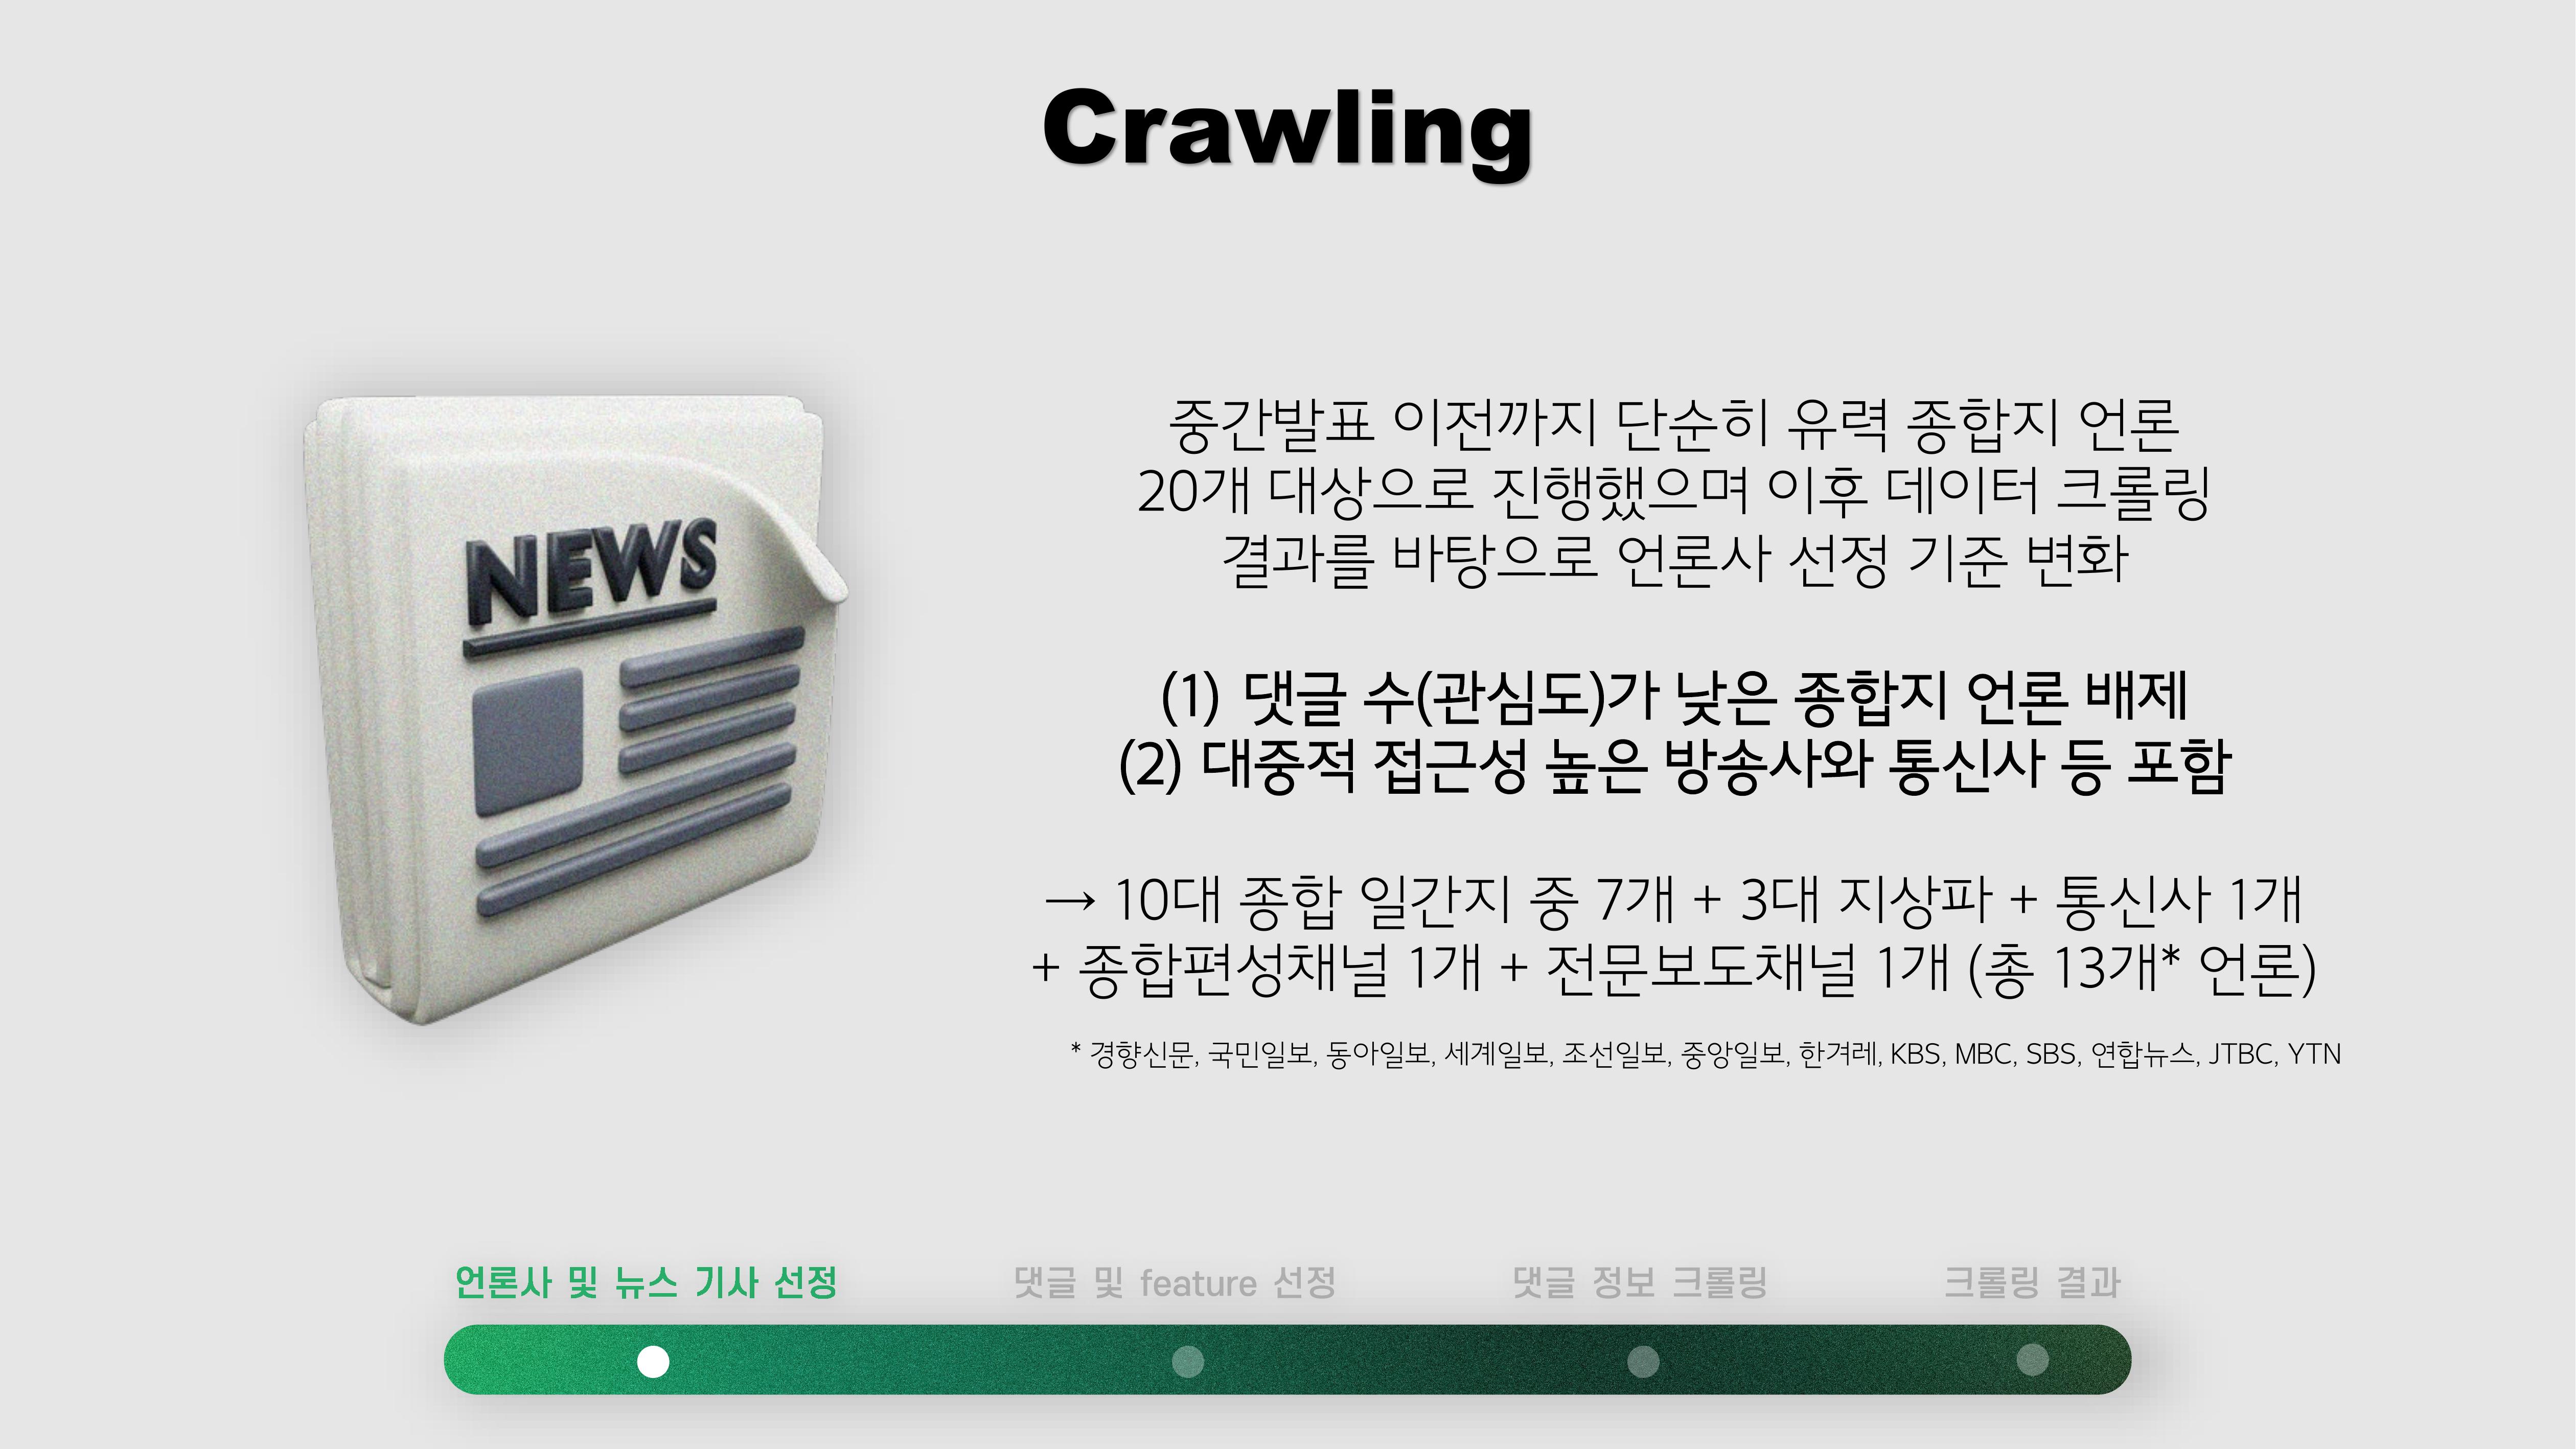 Crawling
NEWS
중간발표 이전까지 단순히 유력 종합지 언론
20개 대상으로 진행했으며 이후 데이터 크롤링
결과를 바탕으로 언론사 선정 기준 변화
(1) 댓글 수(관심도)가 낮은 종합지 언론 배제
(2) 대중적 접근성 높은 방송사와 통신사 등 포함
→ 10대 종합 일간지 중 7개 + 3대 지상파 + 통신사 1개
+ 종합편성채널 1개 + 전문보도채널 1개 (총 13개* 언론)
* 경향신문, 국민일보, 동아일보, 세계일보, 조선일보, 중앙일보, 한겨레, KBS, MBC, SBS, 연합뉴스, JTBC, YTN
언론사 및 뉴스 기사 선정 댓글 및 feature 선정 댓글 정보 크롤링 크롤링 결과